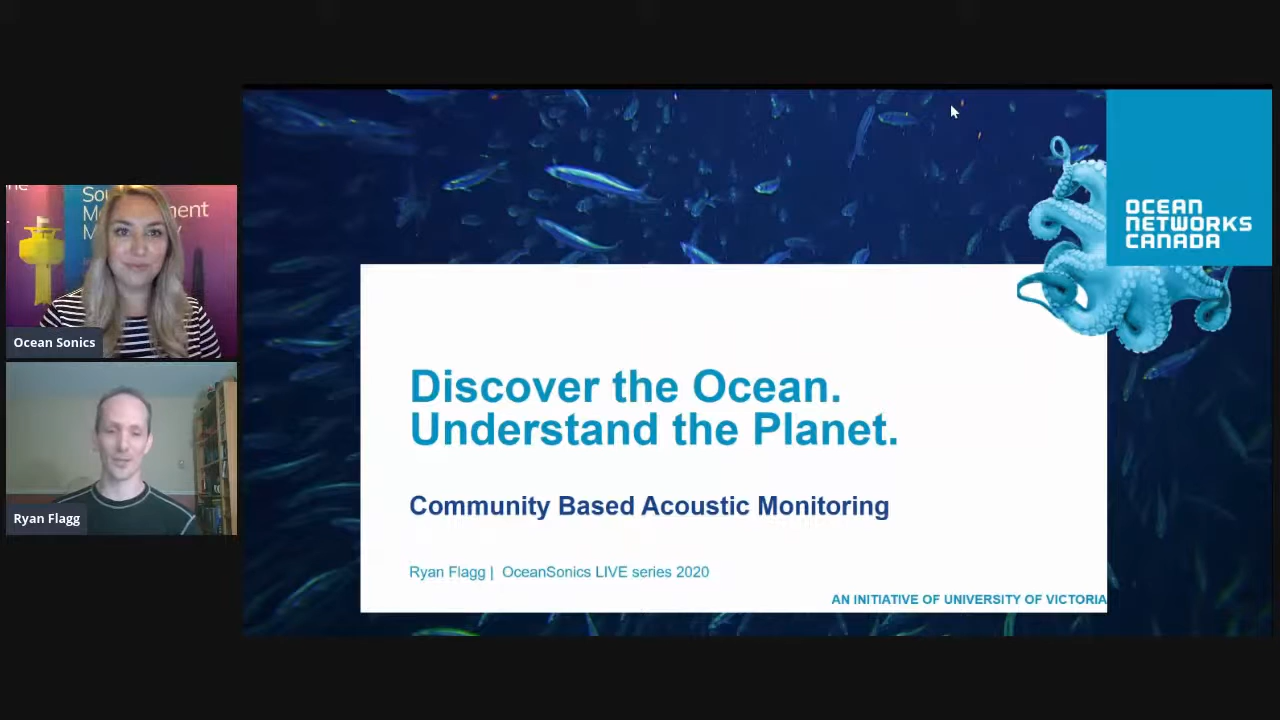 Ocean Sonics
Ryan Flagg
OCEAN
NETWORKS
CANADA
Discover the Ocean.
Understand the Planet.
Community Based Acoustic Monitoring
Ryan Flagg | OceanSonics LIVE series 2020
AN INITIATIVE OF UNIVERSITY OF VICTORIA